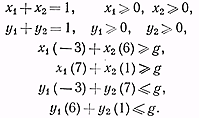 x₁+x₂=1, x₁⩾0, x₂⩾0,
y₁+y₂=1, y₁⩾0, y₂⩾0,
x₁(−3)+x₂(6)⩾g,
x₁(7)+x₂(1)⩾g
y₁(−3)+y₂(7)⩽g,
y₁(6)+y₂(1)⩽g.